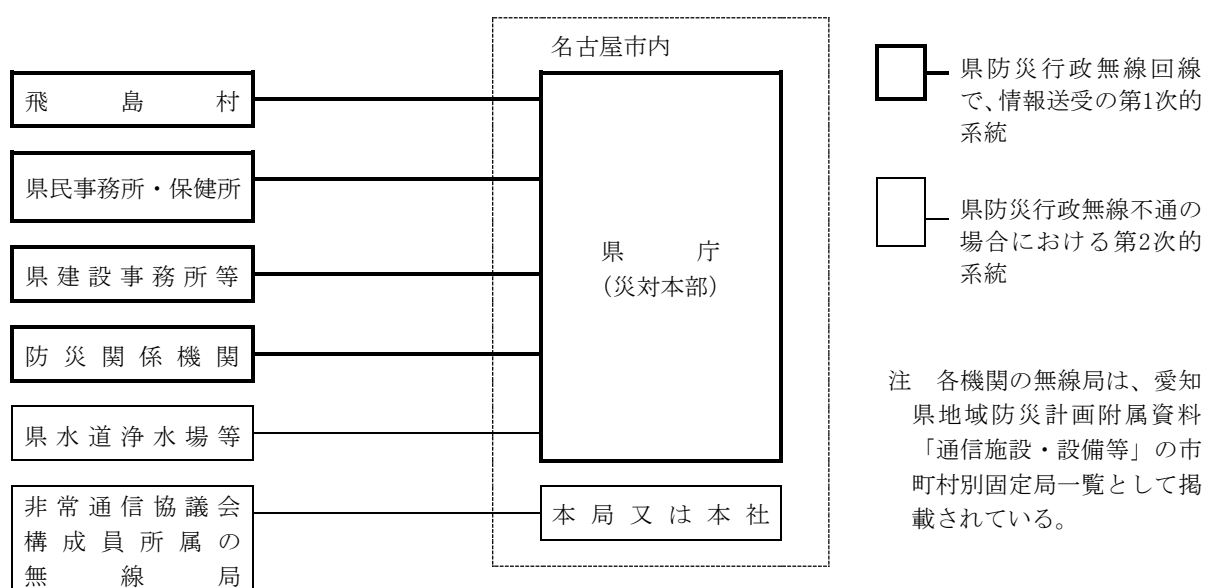 名古屋市内
飛島村
県民事務所・保健所
県建設事務所等
防災関係機関
県水道浄水場等
非常通信協議会
構成員所属の
無線局
県庁
（災対本部）
本局又は本社
県防災行政無線回線
で、情報送受の第1次的
系統
県防災行政無線不通の
場合における第2次的
系統
注　各機関の無線局は、愛知
県地域防災計画附属資料
「通信施設・設備等」の市
町村別固定局一覧として掲
載されている。